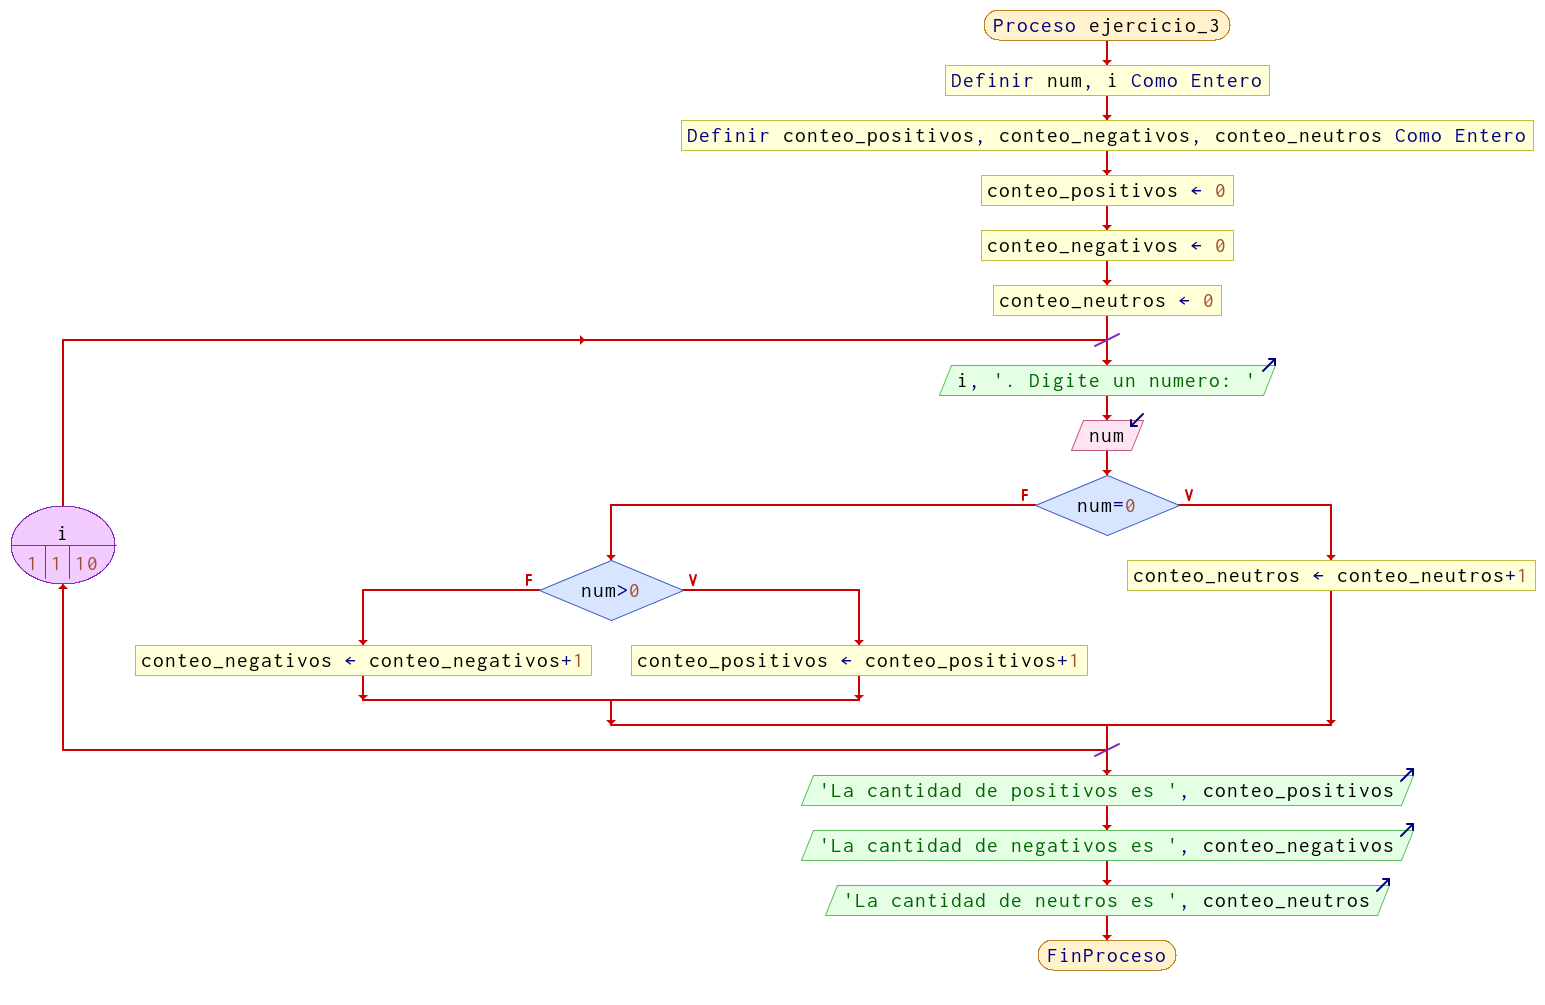 Proceso ejercicio_3
Definir num, i Como Entero
Definir conteo_positivos, conteo_negativos, conteo_neutros Como Entero
conteo_positivos ← 0
conteo_negativos ← 0
conteo_neutros ← 0
i, '. Digite un numero: '
num
F
num=0
V
i
1 1 10
F
num>0
V
conteo_neutros ← conteo_neutros+1
conteo_negativos ← conteo_negativos+1
conteo_positivos ← conteo_positivos+1
'La cantidad de positivos es ', conteo_positivos
'La cantidad de negativos es ', conteo_negativos
'La cantidad de neutros es ', conteo_neutros
FinProceso